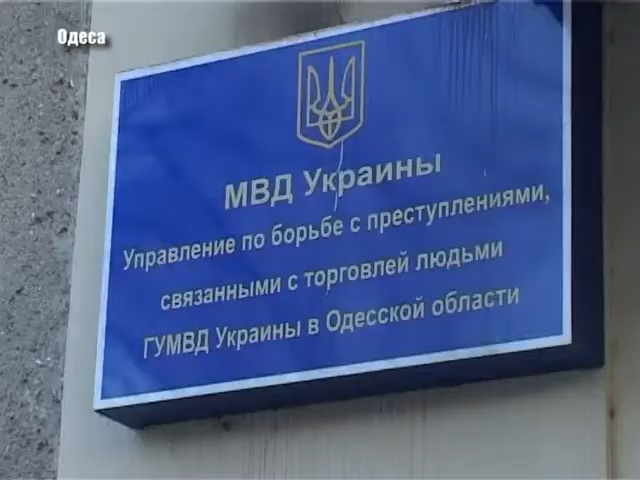 Одеса
МВД Украины
Управление по борьбе с преступлениями,
связанными с торговлей людьми
ГУМВД Украины в Одесской области